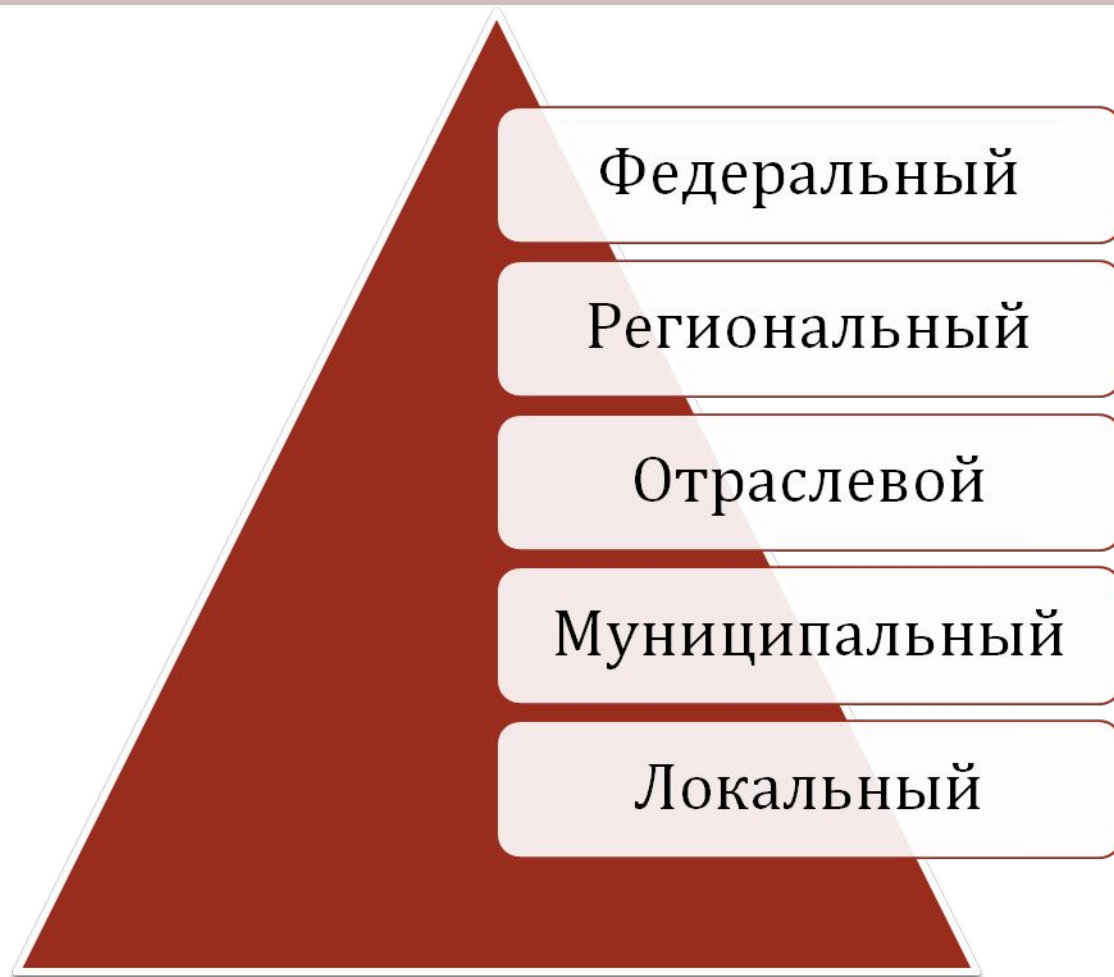 Федеральный
Региональный
Отраслевой
Муниципальный
Локальный